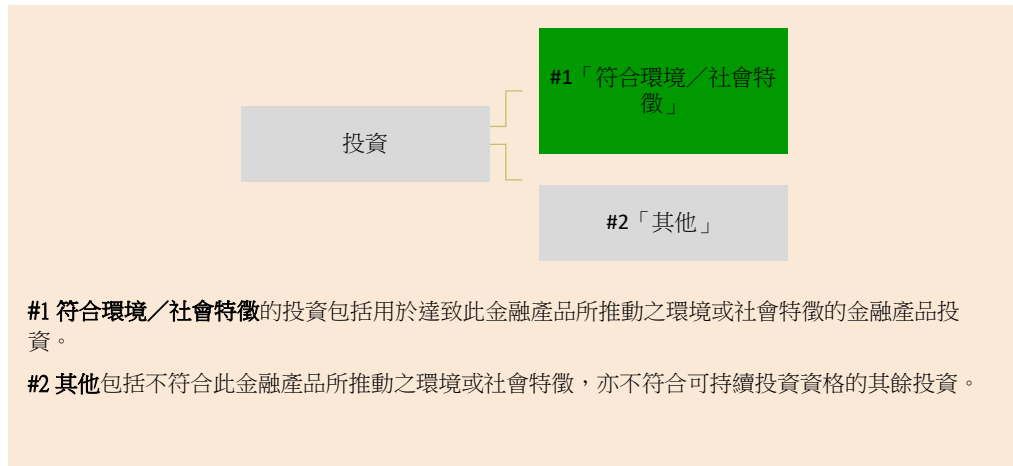 #1「符合環境／社會特
徵」
投資
#2「其他」
#1 符合環境／社會特徵的投資包括用於達致此金融產品所推動之環境或社會特徵的金融產品投
資。
#2 其他包括不符合此金融產品所推動之環境或社會特徵，亦不符合可持續投資資格的其餘投資。